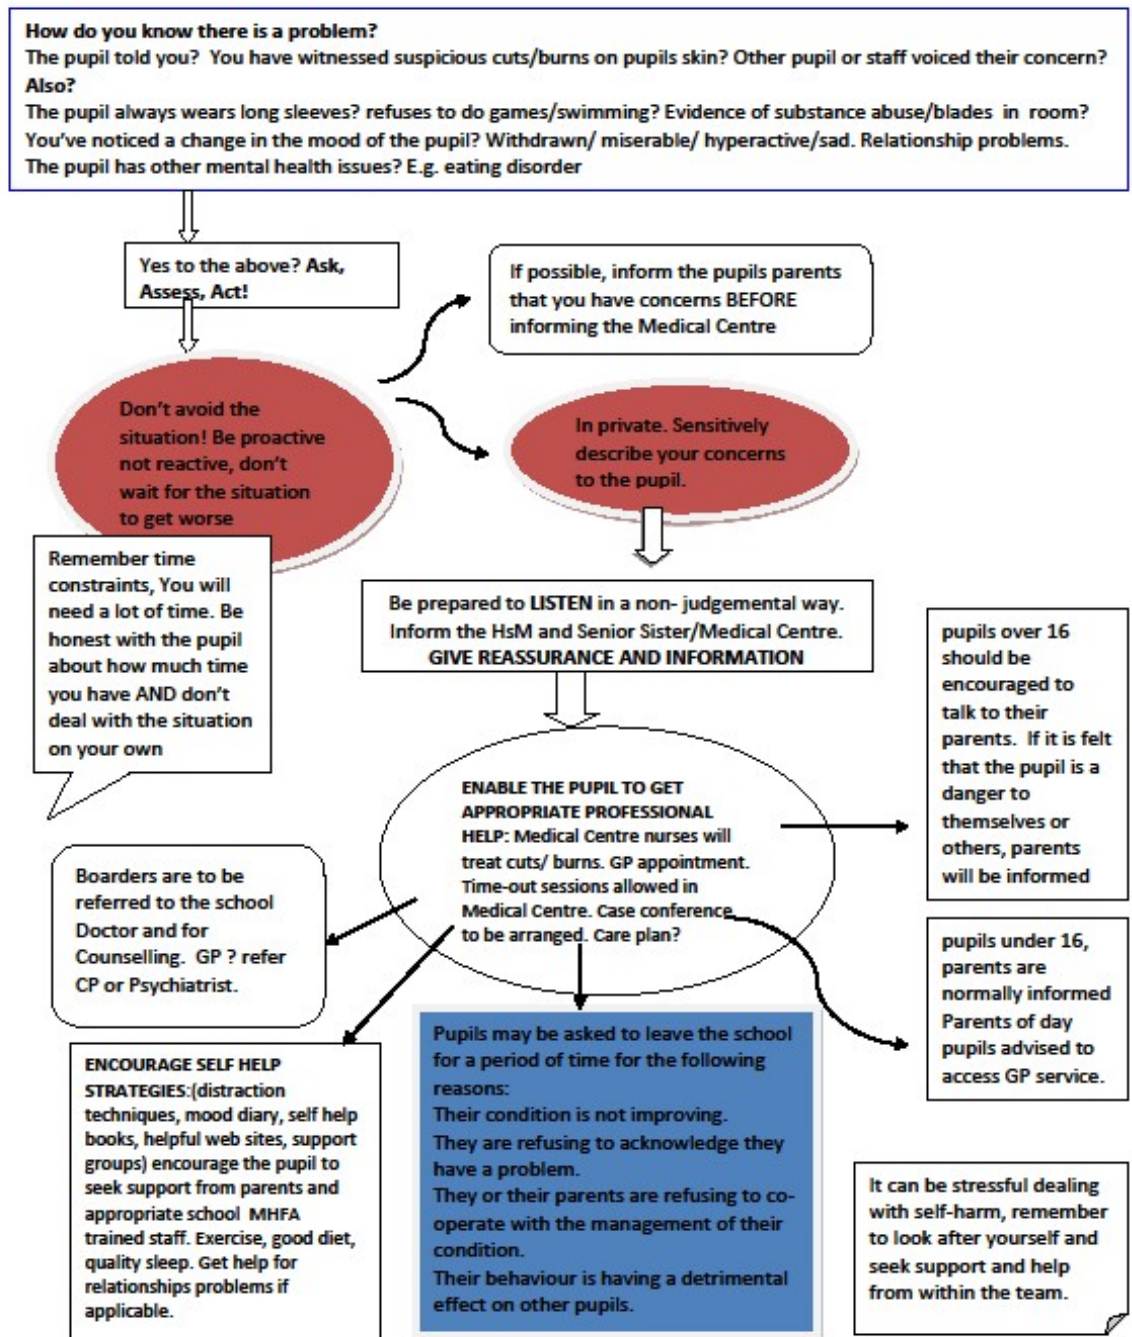 How do you know there is a problem?
The pupil told you? You have witnessed suspicious cuts/burns on pupils skin? Other pupil or staff voiced their concern?
Also?
The pupil always wears long sleeves? refuses to do games/swimming? Evidence of substance abuse/blades in room?
You've noticed a change in the mood of the pupil? Withdrawn/ miserable/ hyperactive/sad. Relationship problems.
The pupil has other mental health issues? E.g. eating disorder
Yes to the above? Ask,
Assess, Act!
If possible, inform the pupils parents
that you have concerns BEFORE
informing the Medical Centre
Don't avoid the
situation! Be proactive
not reactive, don't
wait for the situation
to get worse
In private. Sensitively
describe your concerns
to the pupil.
Remember time
constraints, You will
need a lot of time. Be
honest with the pupil
about how much time
you have AND don't
deal with the situation
on your own
Be prepared to LISTEN in a non- judgemental way.
Inform the HsM and Senior Sister/Medical Centre.
GIVE REASSURANCE AND INFORMATION
pupils over 16
should be
encouraged to
talk to their
parents. If it is felt
that the pupil is a
danger to
themselves or
others, parents
will be informed
ENABLE THE PUPIL TO GET
APPROPRIATE PROFESSIONAL
HELP: Medical Centre nurses will
treat cuts/ burns. GP appointment.
Time-out sessions allowed in
Medical Centre. Case conference
to be arranged. Care plan?
Boarders are to be
referred to the school
Doctor and for
Counselling. GP ? refer
CP or Psychiatrist.
pupils under 16,
parents are
normally informed
Parents of day
pupils advised to
access GP service.
ENCOURAGE SELF HELP
STRATEGIES:(distraction
techniques, mood diary, self help
books, helpful web sites, support
groups) encourage the pupil to
seek support from parents and
appropriate school MHFA
trained staff. Exercise, good diet,
quality sleep. Get help for
relationships problems if
applicable.
Pupils may be asked to leave the school
for a period of time for the following
reasons:
Their condition is not improving.
They are refusing to acknowledge they
have a problem.
They or their parents are refusing to co-
operate with the management of their
condition.
Their behaviour is having a detrimental
effect on other pupils.
It can be stressful dealing
with self-harm, remember
to look after yourself and
seek support and help
from within the team.